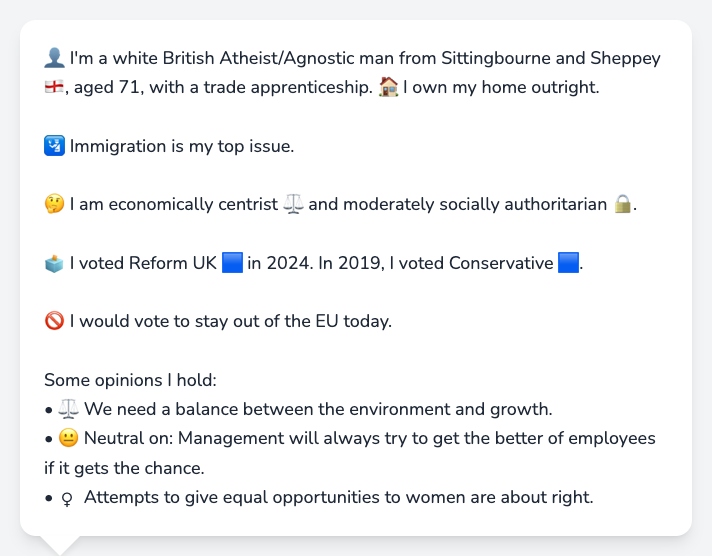 👤 I'm a white British Atheist/Agnostic man from Sittingbourne and Sheppey
🏴󠁧󠁢󠁥󠁮󠁧󠁿, aged 71, with a trade apprenticeship. 🏠 I own my home outright.
🛂 Immigration is my top issue.
🤔 I am economically centrist ⚖️ and moderately socially authoritarian 🔒.
🗳️ I voted Reform UK 🟦 in 2024. In 2019, I voted Conservative 🟦.
🚫 I would vote to stay out of the EU today.
Some opinions I hold:
• ⚖️ We need a balance between the environment and growth.
• 😐 Neutral on: Management will always try to get the better of employees
if it gets the chance.
• ♀ Attempts to give equal opportunities to women are about right.